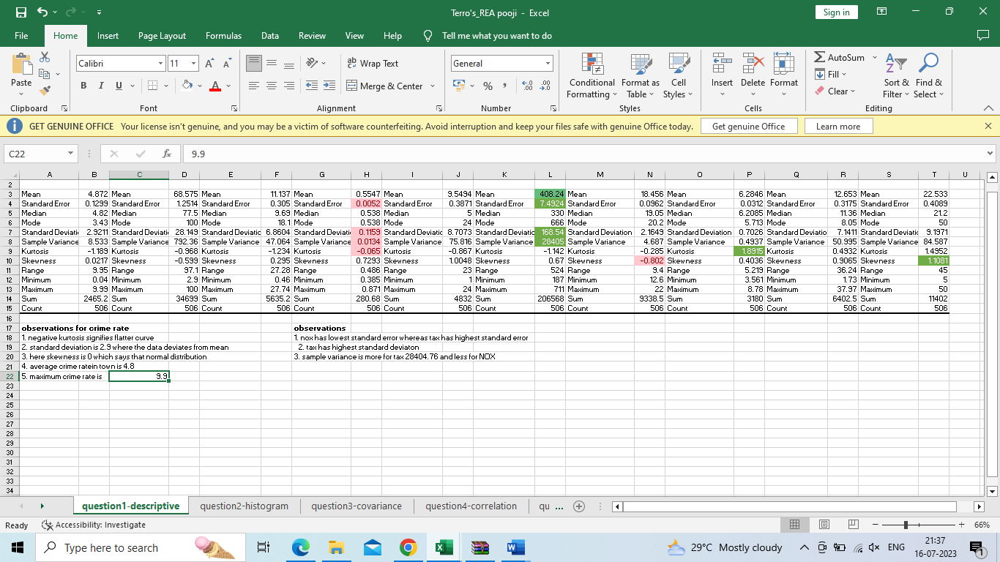 Terro's_REA pooji - Excel
Sign in
File Home Insert Page Layout Formulas Data Review View Help Tell me what you want to do
Paste
Calibri 11
B I U A
Wrap Text
Merge & Center
General
% ,
Conditional Formatting
Format as Table
Cell Styles
Insert Delete Format
AutoSum
Fill
Clear
Sort & Filter
Find & Select
Clipboard Font Alignment Number Styles Cells Editing
GET GENUINE OFFICE Your license isn't genuine, and you may be a victim of software counterfeiting. Avoid interruption and keep your files safe with genuine Office today. Get genuine Office Learn more
C22 fx 9.9
A B C D E F G H I J K L M N O P Q R S T U
2
3 Mean 4.872 Mean 68.575 Mean 11.137 Mean 0.5547 Mean 9.5494 Mean 408.24 Mean 18.456 Mean 6.2846 Mean 12.653 Mean 22.533
4 Standard Error 0.1299 Standard Error 1.2514 Standard Error 0.305 Standard Error 0.0052 Standard Error 0.3871 Standard Error 7.4924 Standard Error 0.0962 Standard Error 0.0312 Standard Error 0.3175 Standard Error 0.4089
5 Median 4.82 Median 77.5 Median 9.69 Median 0.538 Median 5 Median 330 Median 19.05 Median 6.2085 Median 11.36 Median 21.2
6 Mode 3.43 Mode 100 Mode 18.1 Mode 0.538 Mode 24 Mode 666 Mode 20.2 Mode 5.713 Mode 8.05 Mode 50
7 Standard Deviatio 2.9211 Standard Deviati 28.149 Standard Deviatio 6.8604 Standard Deviati 0.1159 Standard Deviatio 8.7073 Standard Deviatio 168.54 Standard Deviation 2.1649 Standard Deviation 0.7026 Standard Deviatio 7.1411 Standard Deviatio 9.1971
8 Sample Variance 8.533 Sample Variance 792.36 Sample Variance 47.064 Sample Variance 0.0134 Sample Variance 75.816 Sample Variance 28405 Sample Variance 4.687 Sample Variance 0.4937 Sample Variance 50.995 Sample Variance 84.587
9 Kurtosis -1.189 Kurtosis -0.968 Kurtosis -1.234 Kurtosis -0.065 Kurtosis -0.867 Kurtosis -1.142 Kurtosis -0.285 Kurtosis 1.8915 Kurtosis 0.4932 Kurtosis 1.4952
10 Skewness 0.0217 Skewness -0.599 Skewness 0.295 Skewness 0.7293 Skewness 1.0048 Skewness 0.67 Skewness -0.802 Skewness 0.4036 Skewness 0.9065 Skewness 1.1081
11 Range 9.95 Range 97.1 Range 27.28 Range 0.486 Range 23 Range 524 Range 9.4 Range 5.219 Range 36.24 Range 45
12 Minimum 0.04 Minimum 2.9 Minimum 0.46 Minimum 0.385 Minimum 1 Minimum 187 Minimum 12.6 Minimum 3.561 Minimum 1.73 Minimum 5
13 Maximum 9.99 Maximum 100 Maximum 27.74 Maximum 0.871 Maximum 24 Maximum 711 Maximum 22 Maximum 8.78 Maximum 37.97 Maximum 50
14 Sum 2465.2 Sum 34699 Sum 5635.2 Sum 280.68 Sum 4832 Sum 206568 Sum 9338.5 Sum 3180 Sum 6402.5 Sum 11402
15 Count 506 Count 506 Count 506 Count 506 Count 506 Count 506 Count 506 Count 506 Count 506 Count 506
16
17 observations for crime rate observations
18 1. negative kurtosis signifies flatter curve 1. nox has lowest standard error whereas tax has highest standard error
19 2. standard deviation is 2.9 where the data deviates from mean 2. tax has highest standard deviaton
20 3. here skewness is 0 which says that normal distribution 3. sample variance is more for tax 28404.76 and less for NOX
21 4. average crime ratein town is 4.8
22 5. maximum crime rate is 9.9
23
24
25
26
27
28
29
30
31
32
33
34
question1-descriptive question2-histogram question3-covariance question4-correlation qu ...
Ready Accessibility: Investigate 66%
Type here to search
29°C Mostly cloudy ENG 21:37
16-07-2023
1